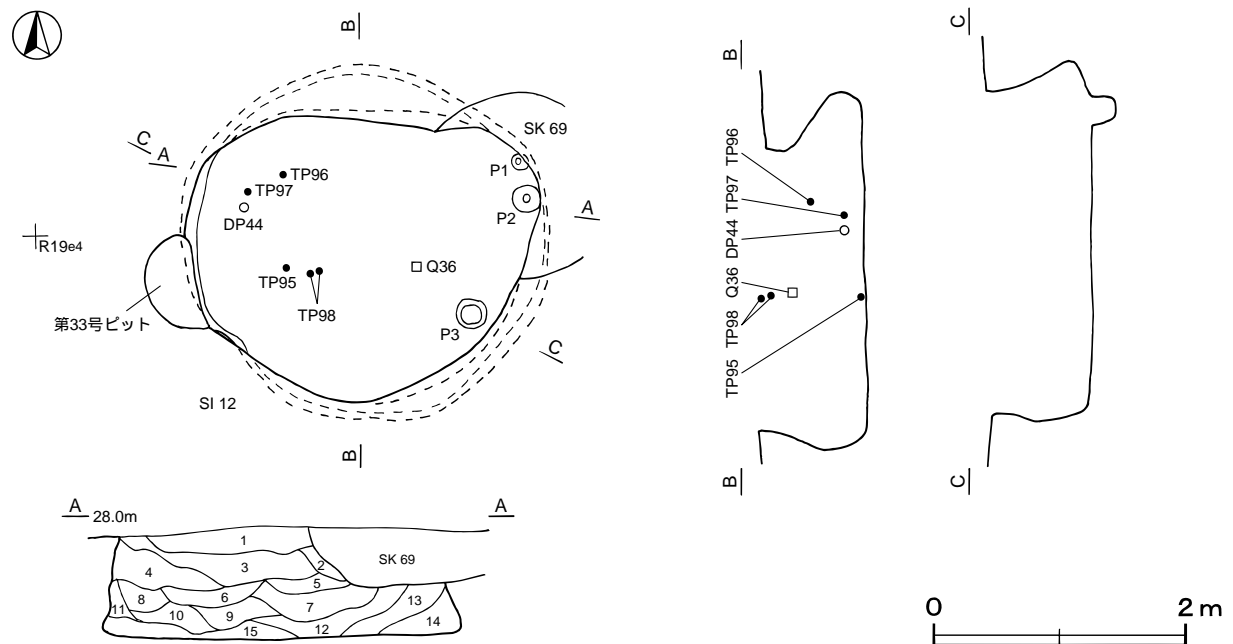 B
SK 69
C
A
P1
TP96
TP97
P2
DP44
A
R19e4
TP95
Q36
TP98
第33号ピット
P3
C
SI 12
B
B
TP96
TP97
DP44
Q36
TP98
TP95
B
C
C
A 28.0m A
1
2
SK 69
3
4
5
6
7
8
9
10
11
12
13
14
15
0 2 m